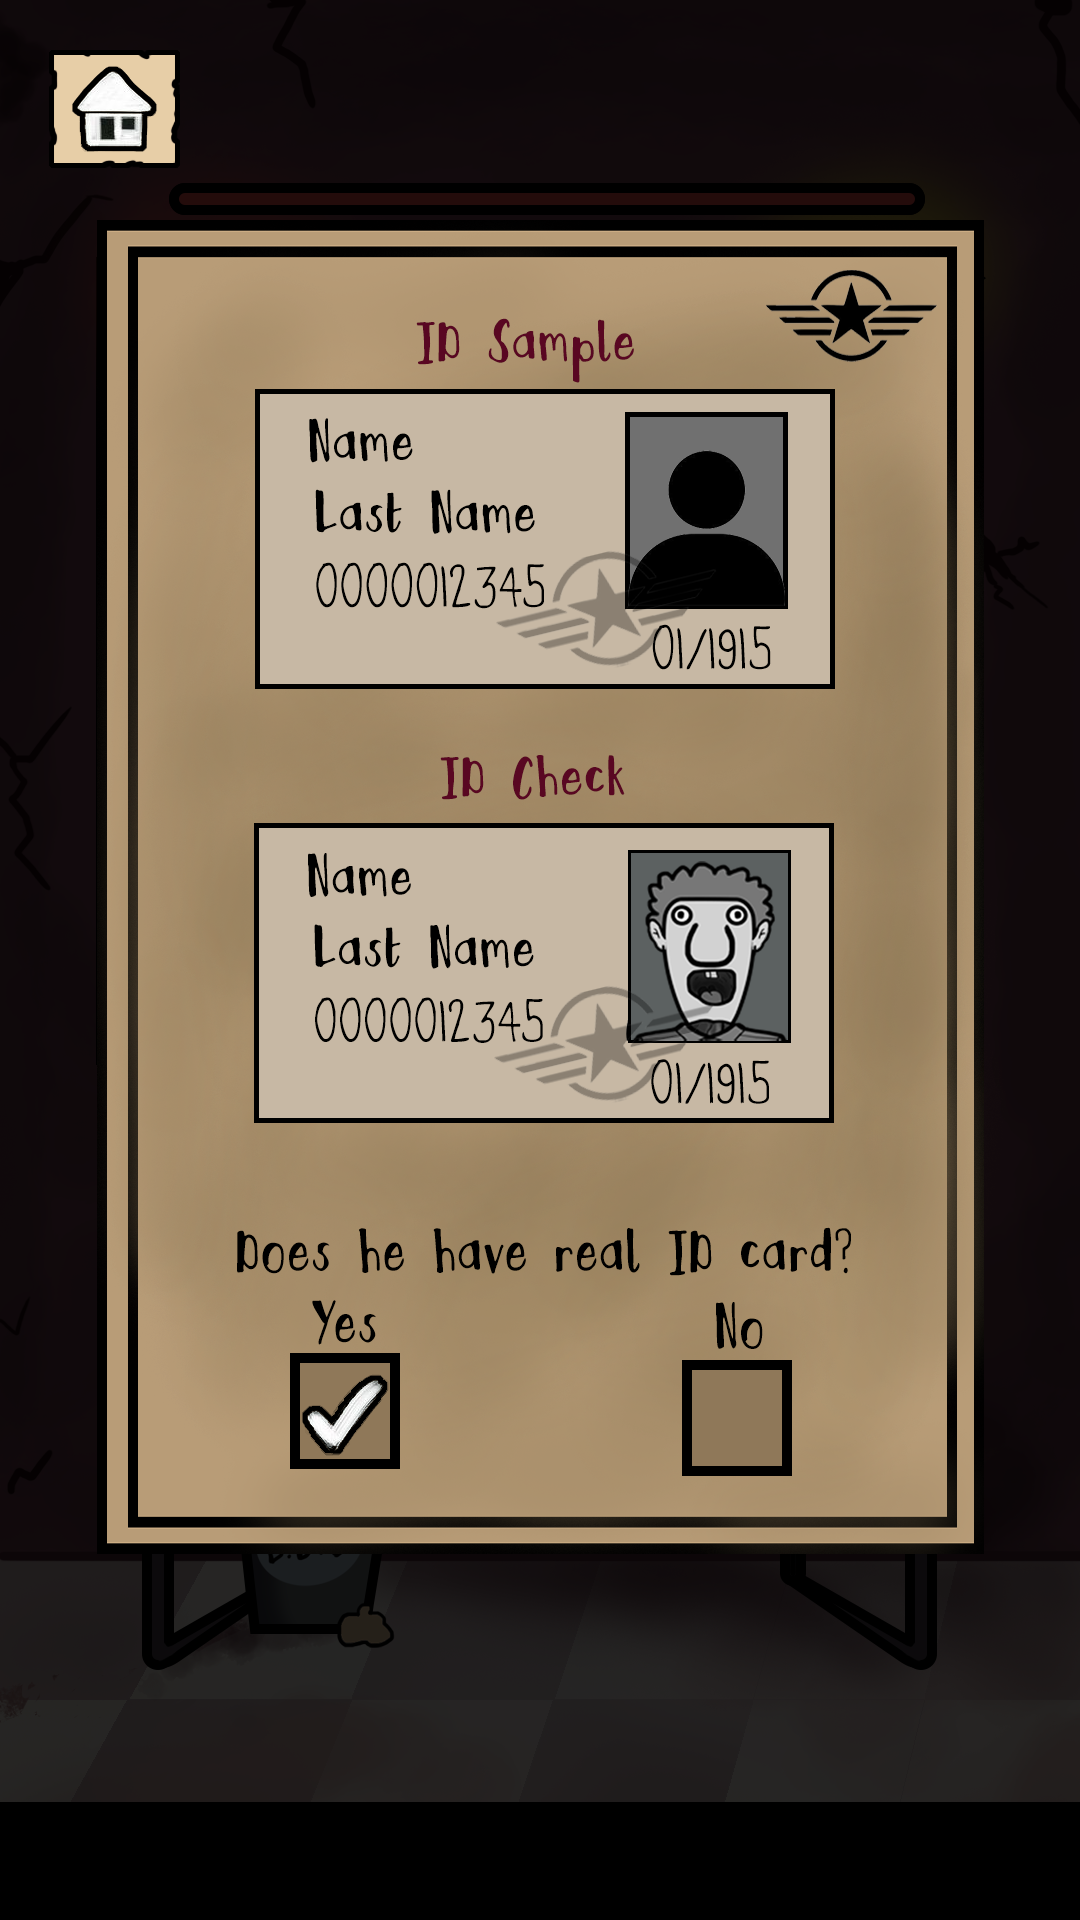 ID Sample
Name
Last Name
0000012345
01/1915
ID Check
Name
Last Name
0000012345
01/1915
Does he have real ID card?
Yes
No